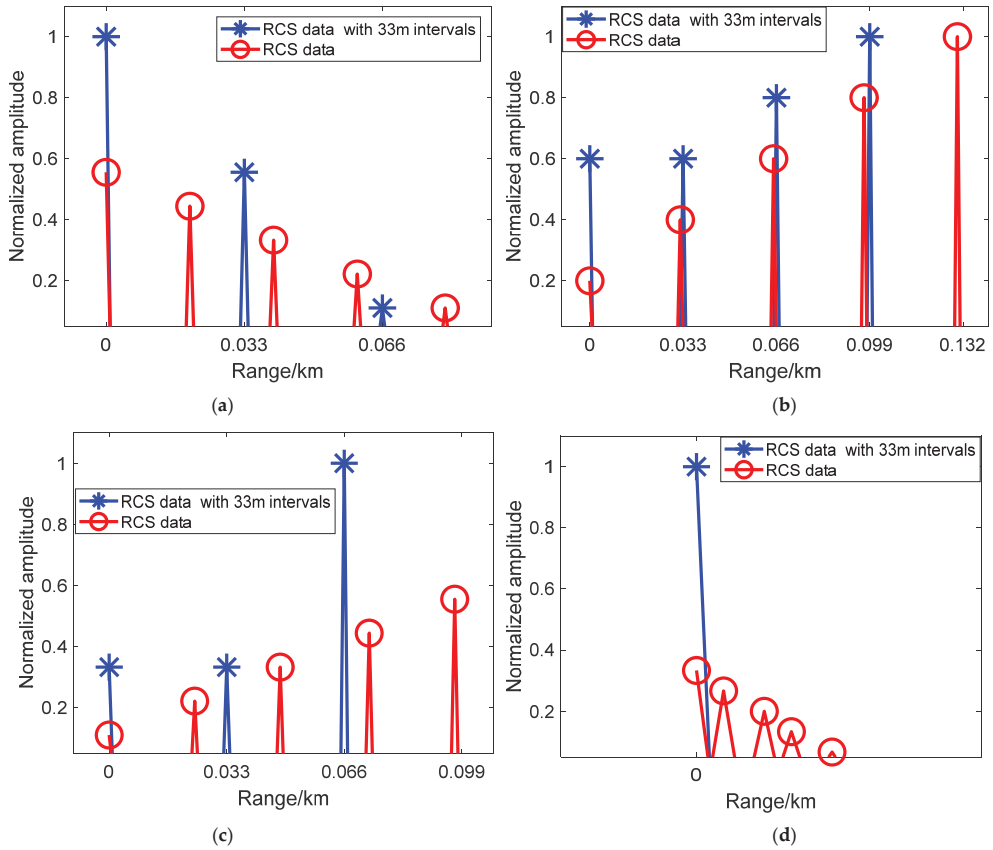 RCS data  with 33m intervals
RCS data
Normalized amplitude
1
0.8
0.6
0.4
0.2
0 0.033 0.066
Range/km
(a)
RCS data  with 33m intervals
RCS data
Normalized amplitude
1
0.8
0.6
0.4
0.2
0 0.033 0.066 0.099 0.132
Range/km
(b)
RCS data  with 33m intervals
RCS data
Normalized amplitude
1
0.8
0.6
0.4
0.2
0 0.033 0.066 0.099
Range/km
(c)
RCS data  with 33m intervals
RCS data
Normalized amplitude
1
0.8
0.6
0.4
0.2
0
Range/km
(d)